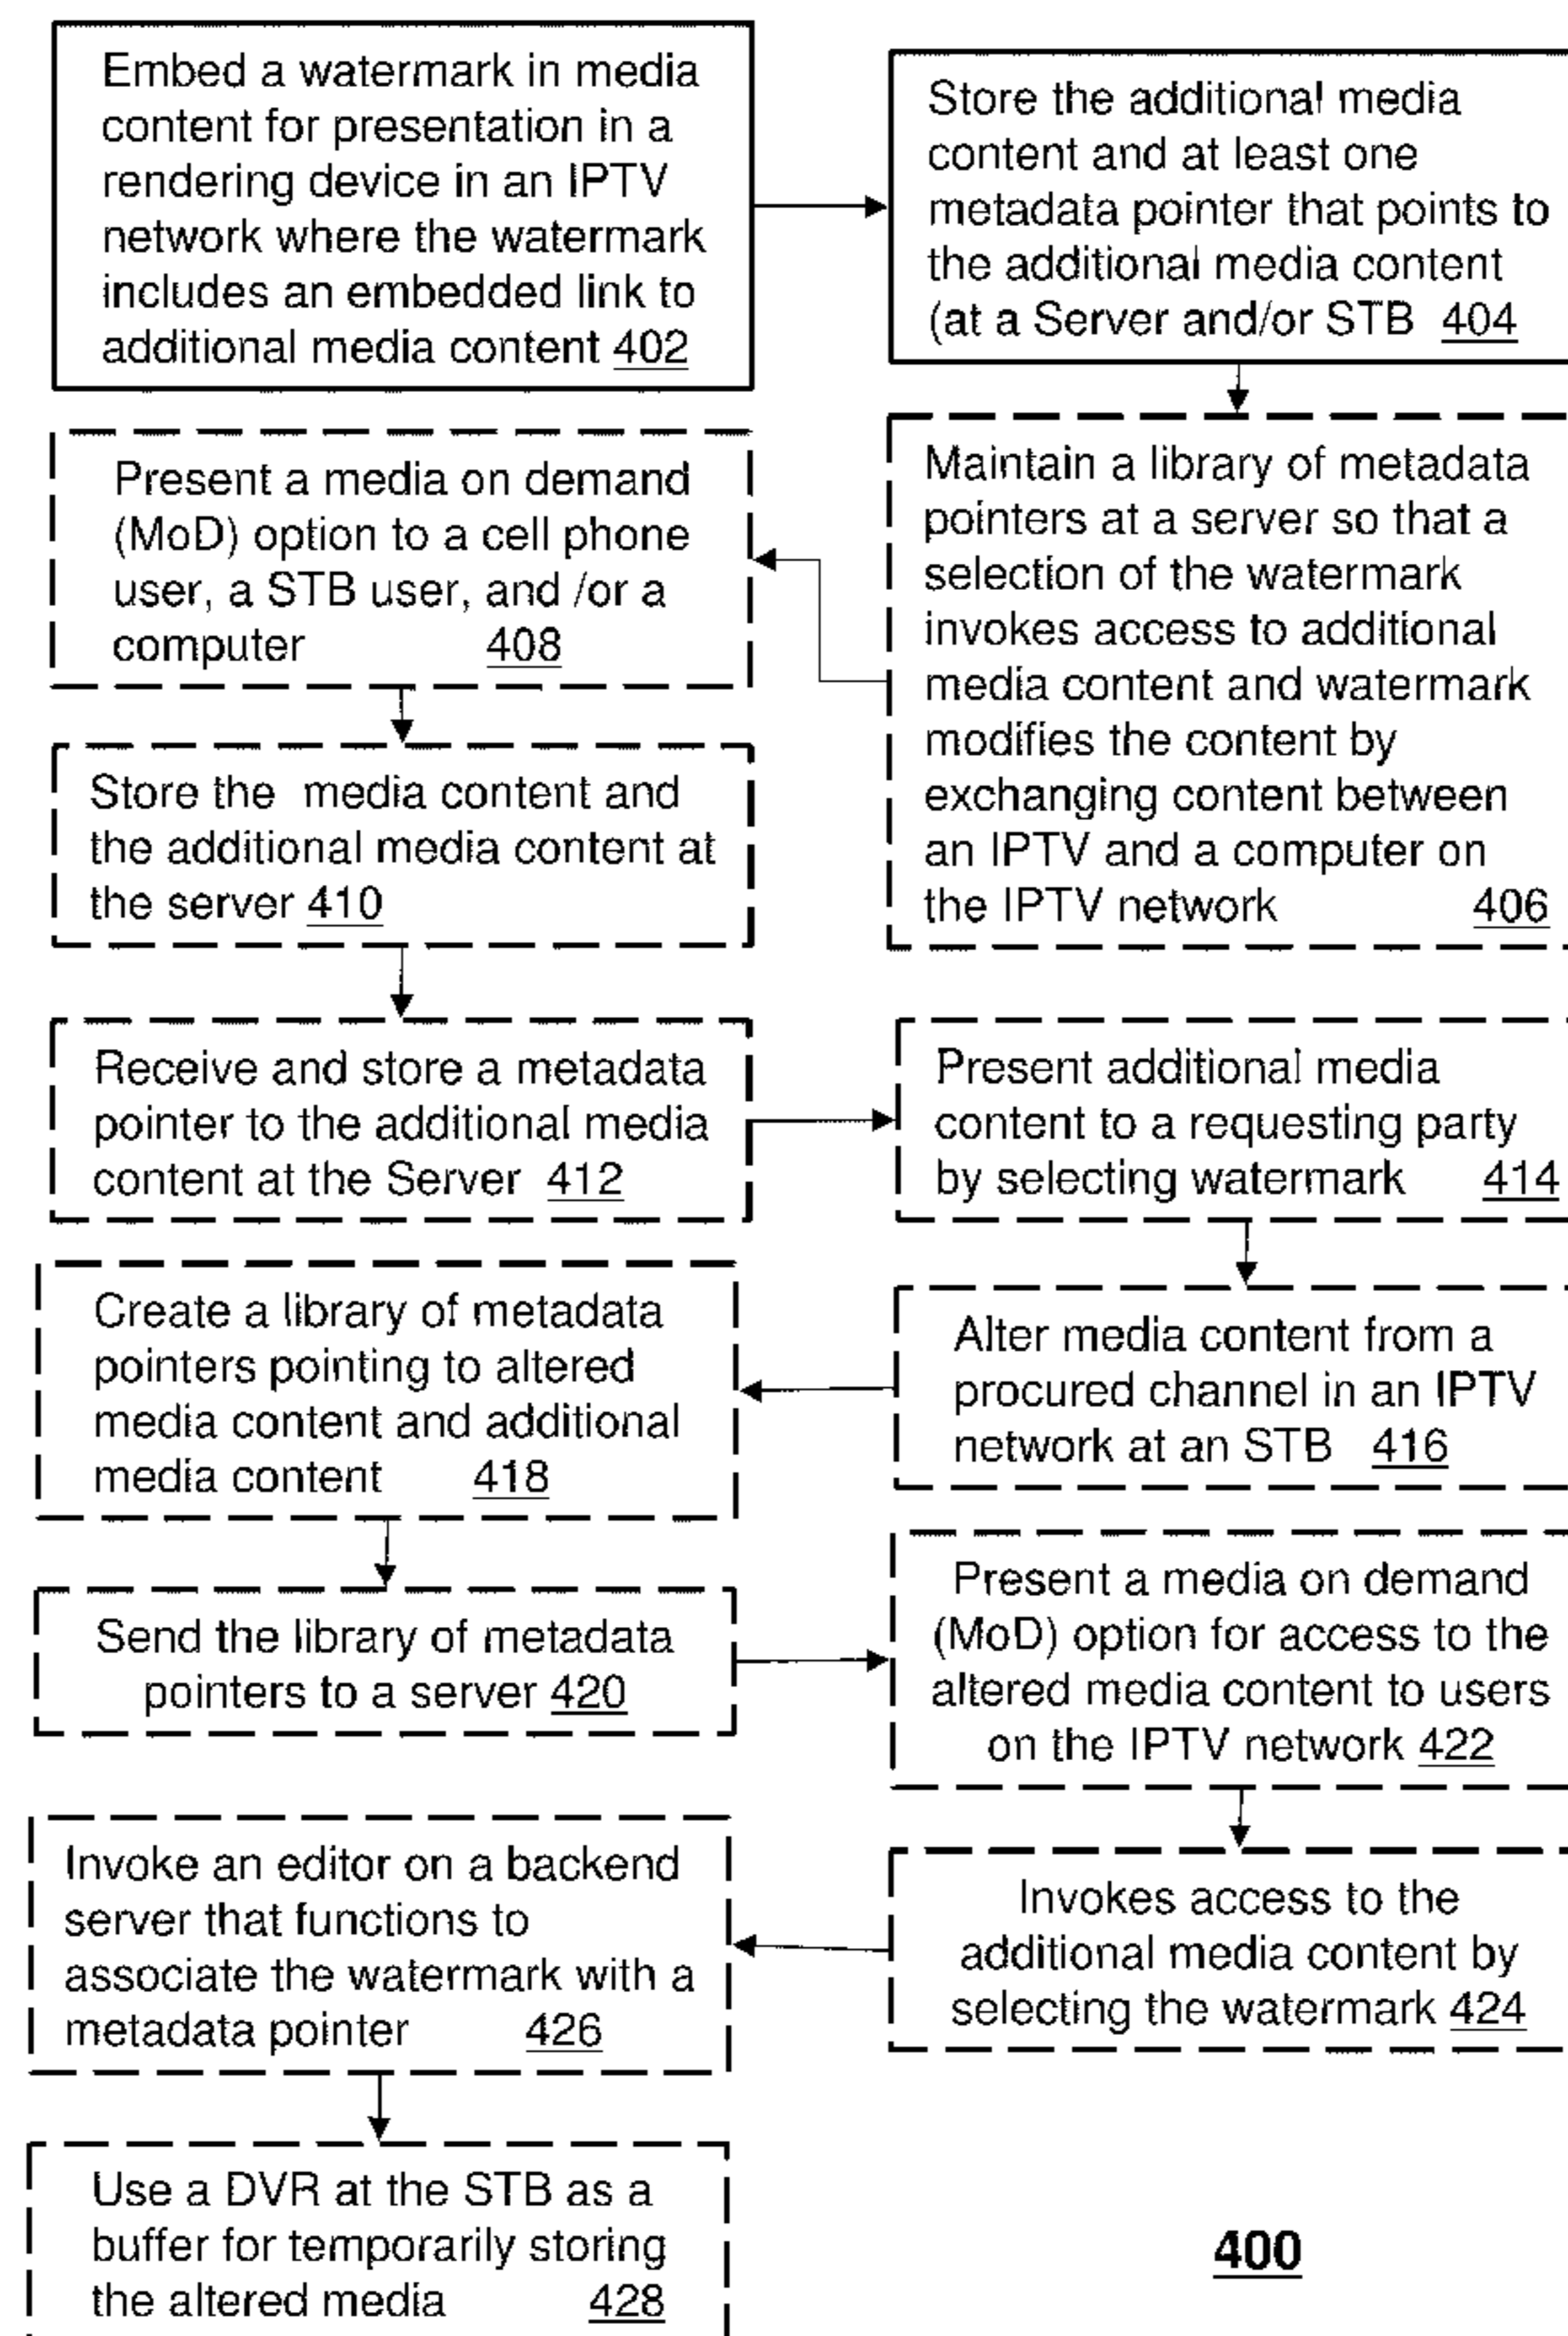 Embed a watermark in media
content for presentation in a
rendering device in an IPTV
network where the watermark
includes an embedded link to
additional media content 402
Store the additional media
content and at least one
metadata pointer that points to
the additional media content
(at a Server and/or STB 404
Maintain a library of metadata
pointers at a server so that a
selection of the watermark
invokes access to additional
media content and watermark
modifies the content by
exchanging content between
an IPTV and a computer on
the IPTV network 406
Present a media on demand
(MoD) option to a cell phone
user, a STB user, and /or a
computer 408
Store the media content and
the additional media content at
the server 410
Receive and store a metadata
pointer to the additional media
content at the Server 412
Present additional media
content to a requesting party
by selecting watermark 414
Alter media content from a
procured channel in an IPTV
network at an STB 416
Create a library of metadata
pointers pointing to altered
media content and additional
media content 418
Send the library of metadata
pointers to a server 420
Present a media on demand
(MoD) option for access to the
altered media content to users
on the IPTV network 422
Invokes access to the
additional media content by
selecting the watermark 424
Invoke an editor on a backend
server that functions to
associate the watermark with a
metadata pointer 426
Use a DVR at the STB as a
buffer for temporarily storing
the altered media 428
400